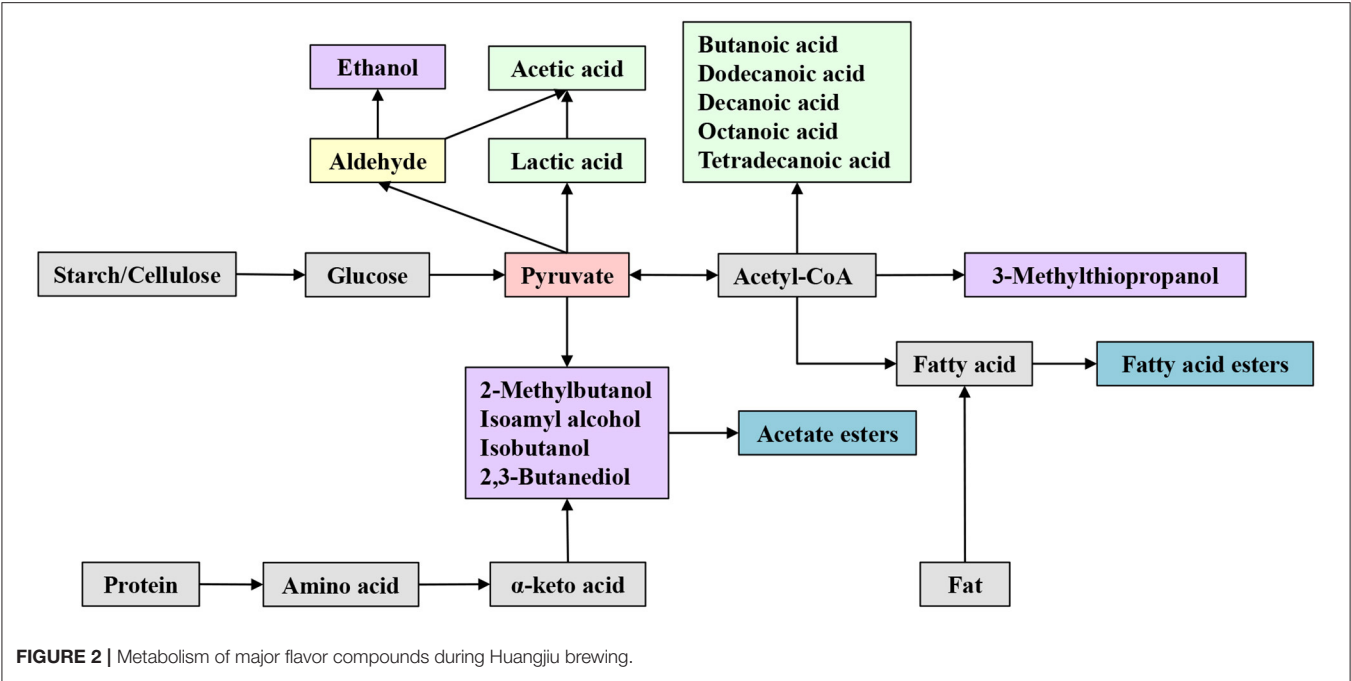 Ethanol
Acetic acid
Butanoic acid
Dodecanoic acid
Decanoic acid
Octanoic acid
Tetradecanoic acid
Aldehyde
Lactic acid
Starch/Cellulose
Glucose
Pyruvate
Acetyl-CoA
3-Methylthiopropanol
Fatty acid
Fatty acid esters
2-Methylbutanol
Isoamyl alcohol
Isobutanol
2,3-Butanediol
Acetate esters
Protein
Amino acid
α-keto acid
Fat
FIGURE 2 | Metabolism of major flavor compounds during Huangjiu brewing.